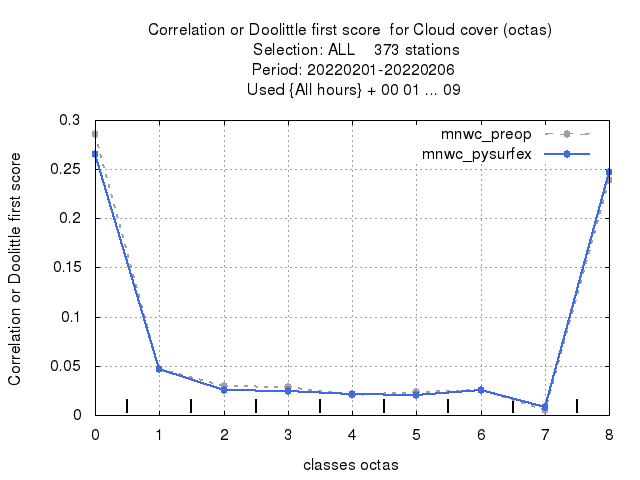 Correlation or Doolittle first score  for Cloud cover (octas)
Selection: ALL    373 stations
Period: 20220201-20220206
Used {All hours} + 00 01 ... 09
mnwc_preop
mnwc_pysurfex
Correlation or Doolittle first score
0.3
0.25
0.2
0.15
0.1
0.05
0
0 1 2 3 4 5 6 7 8
classes octas